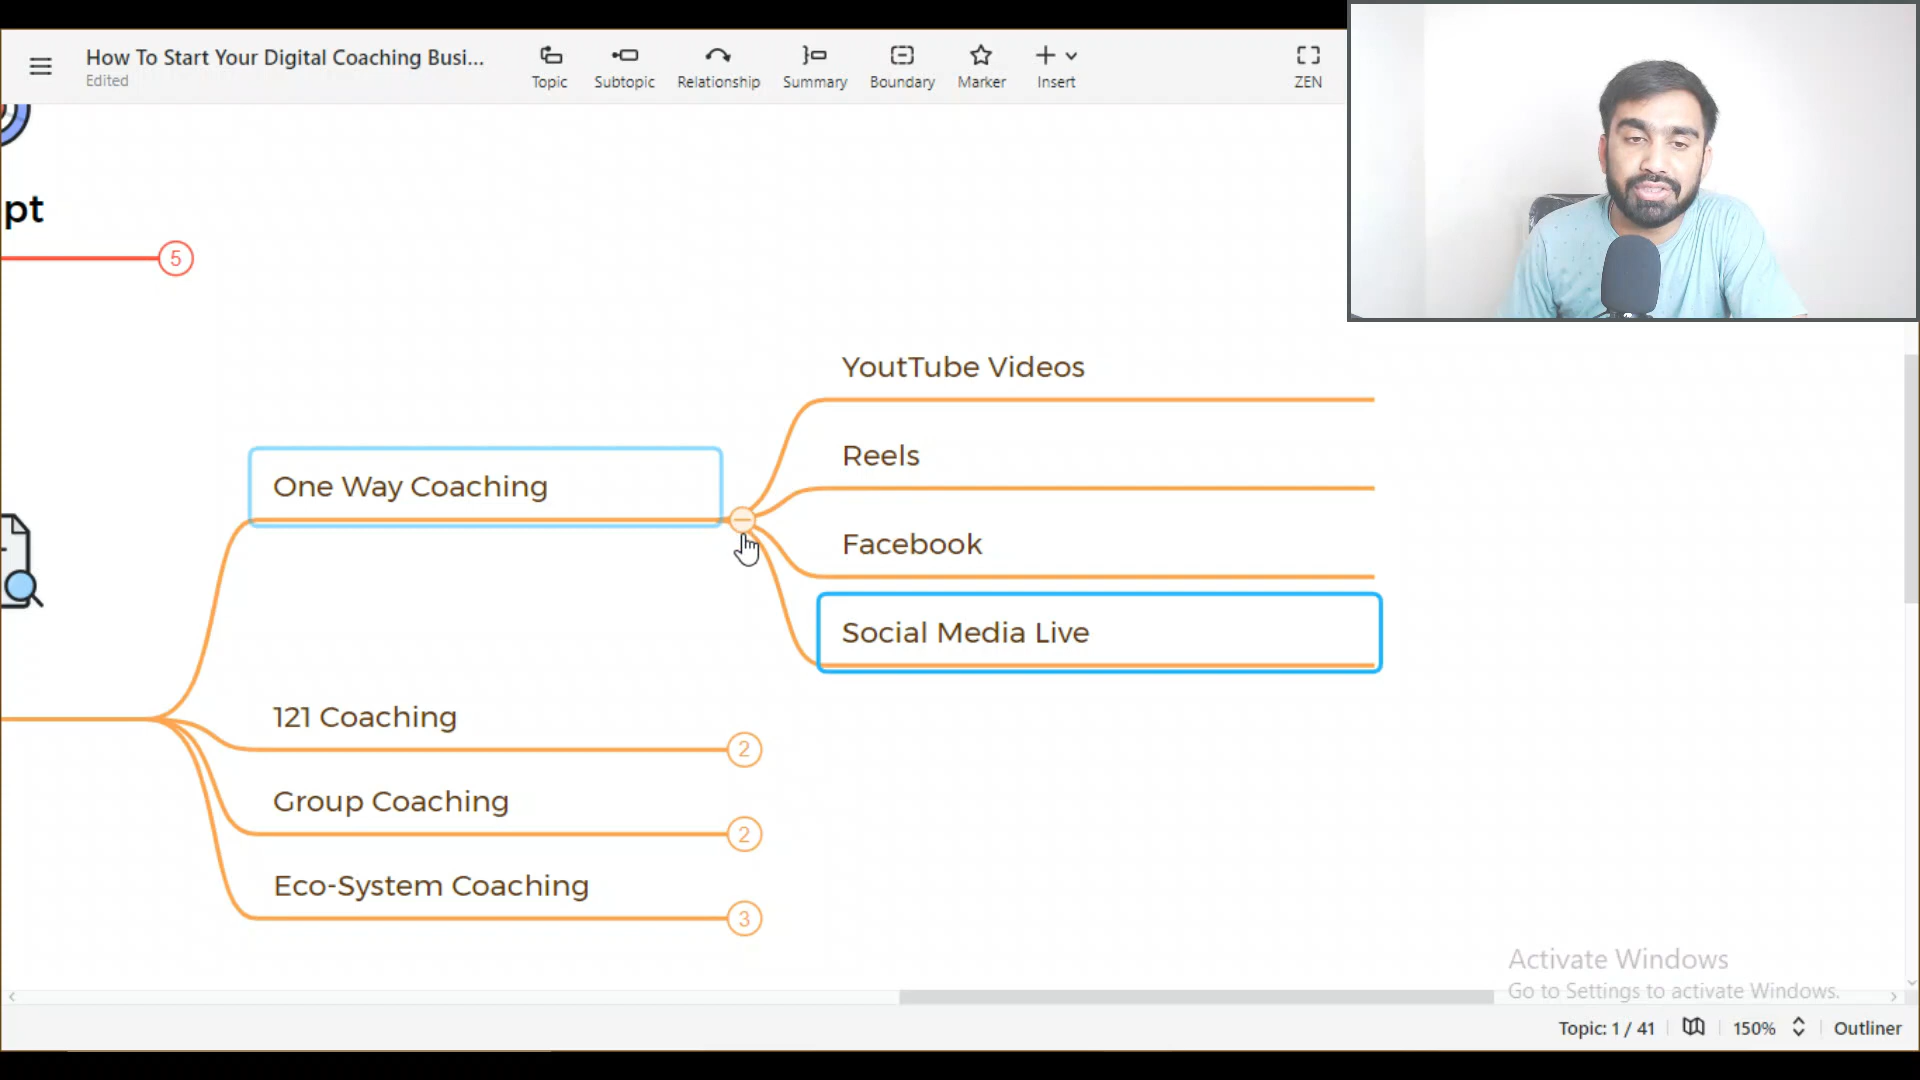 How To Start Your Digital Coaching Busi...
Edited
Topic
Subtopic
Relationship
Summary
Boundary
Marker
Insert
ZEN
pt
5
YoutTube Videos
Reels
One Way Coaching
Facebook
Social Media Live
121 Coaching
2
Group Coaching
2
Eco-System Coaching
3
Activate Windows
Go to Settings to activate Windows.
Topic: 1 / 41
150%
Outliner